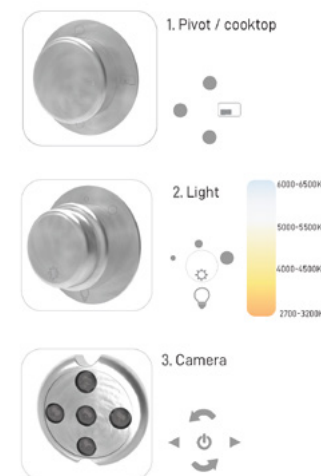 1. Pivot / cooktop
2. Light
6000-6500K
5000-5500K
4000-4500K
2700-3200K
3. Camera